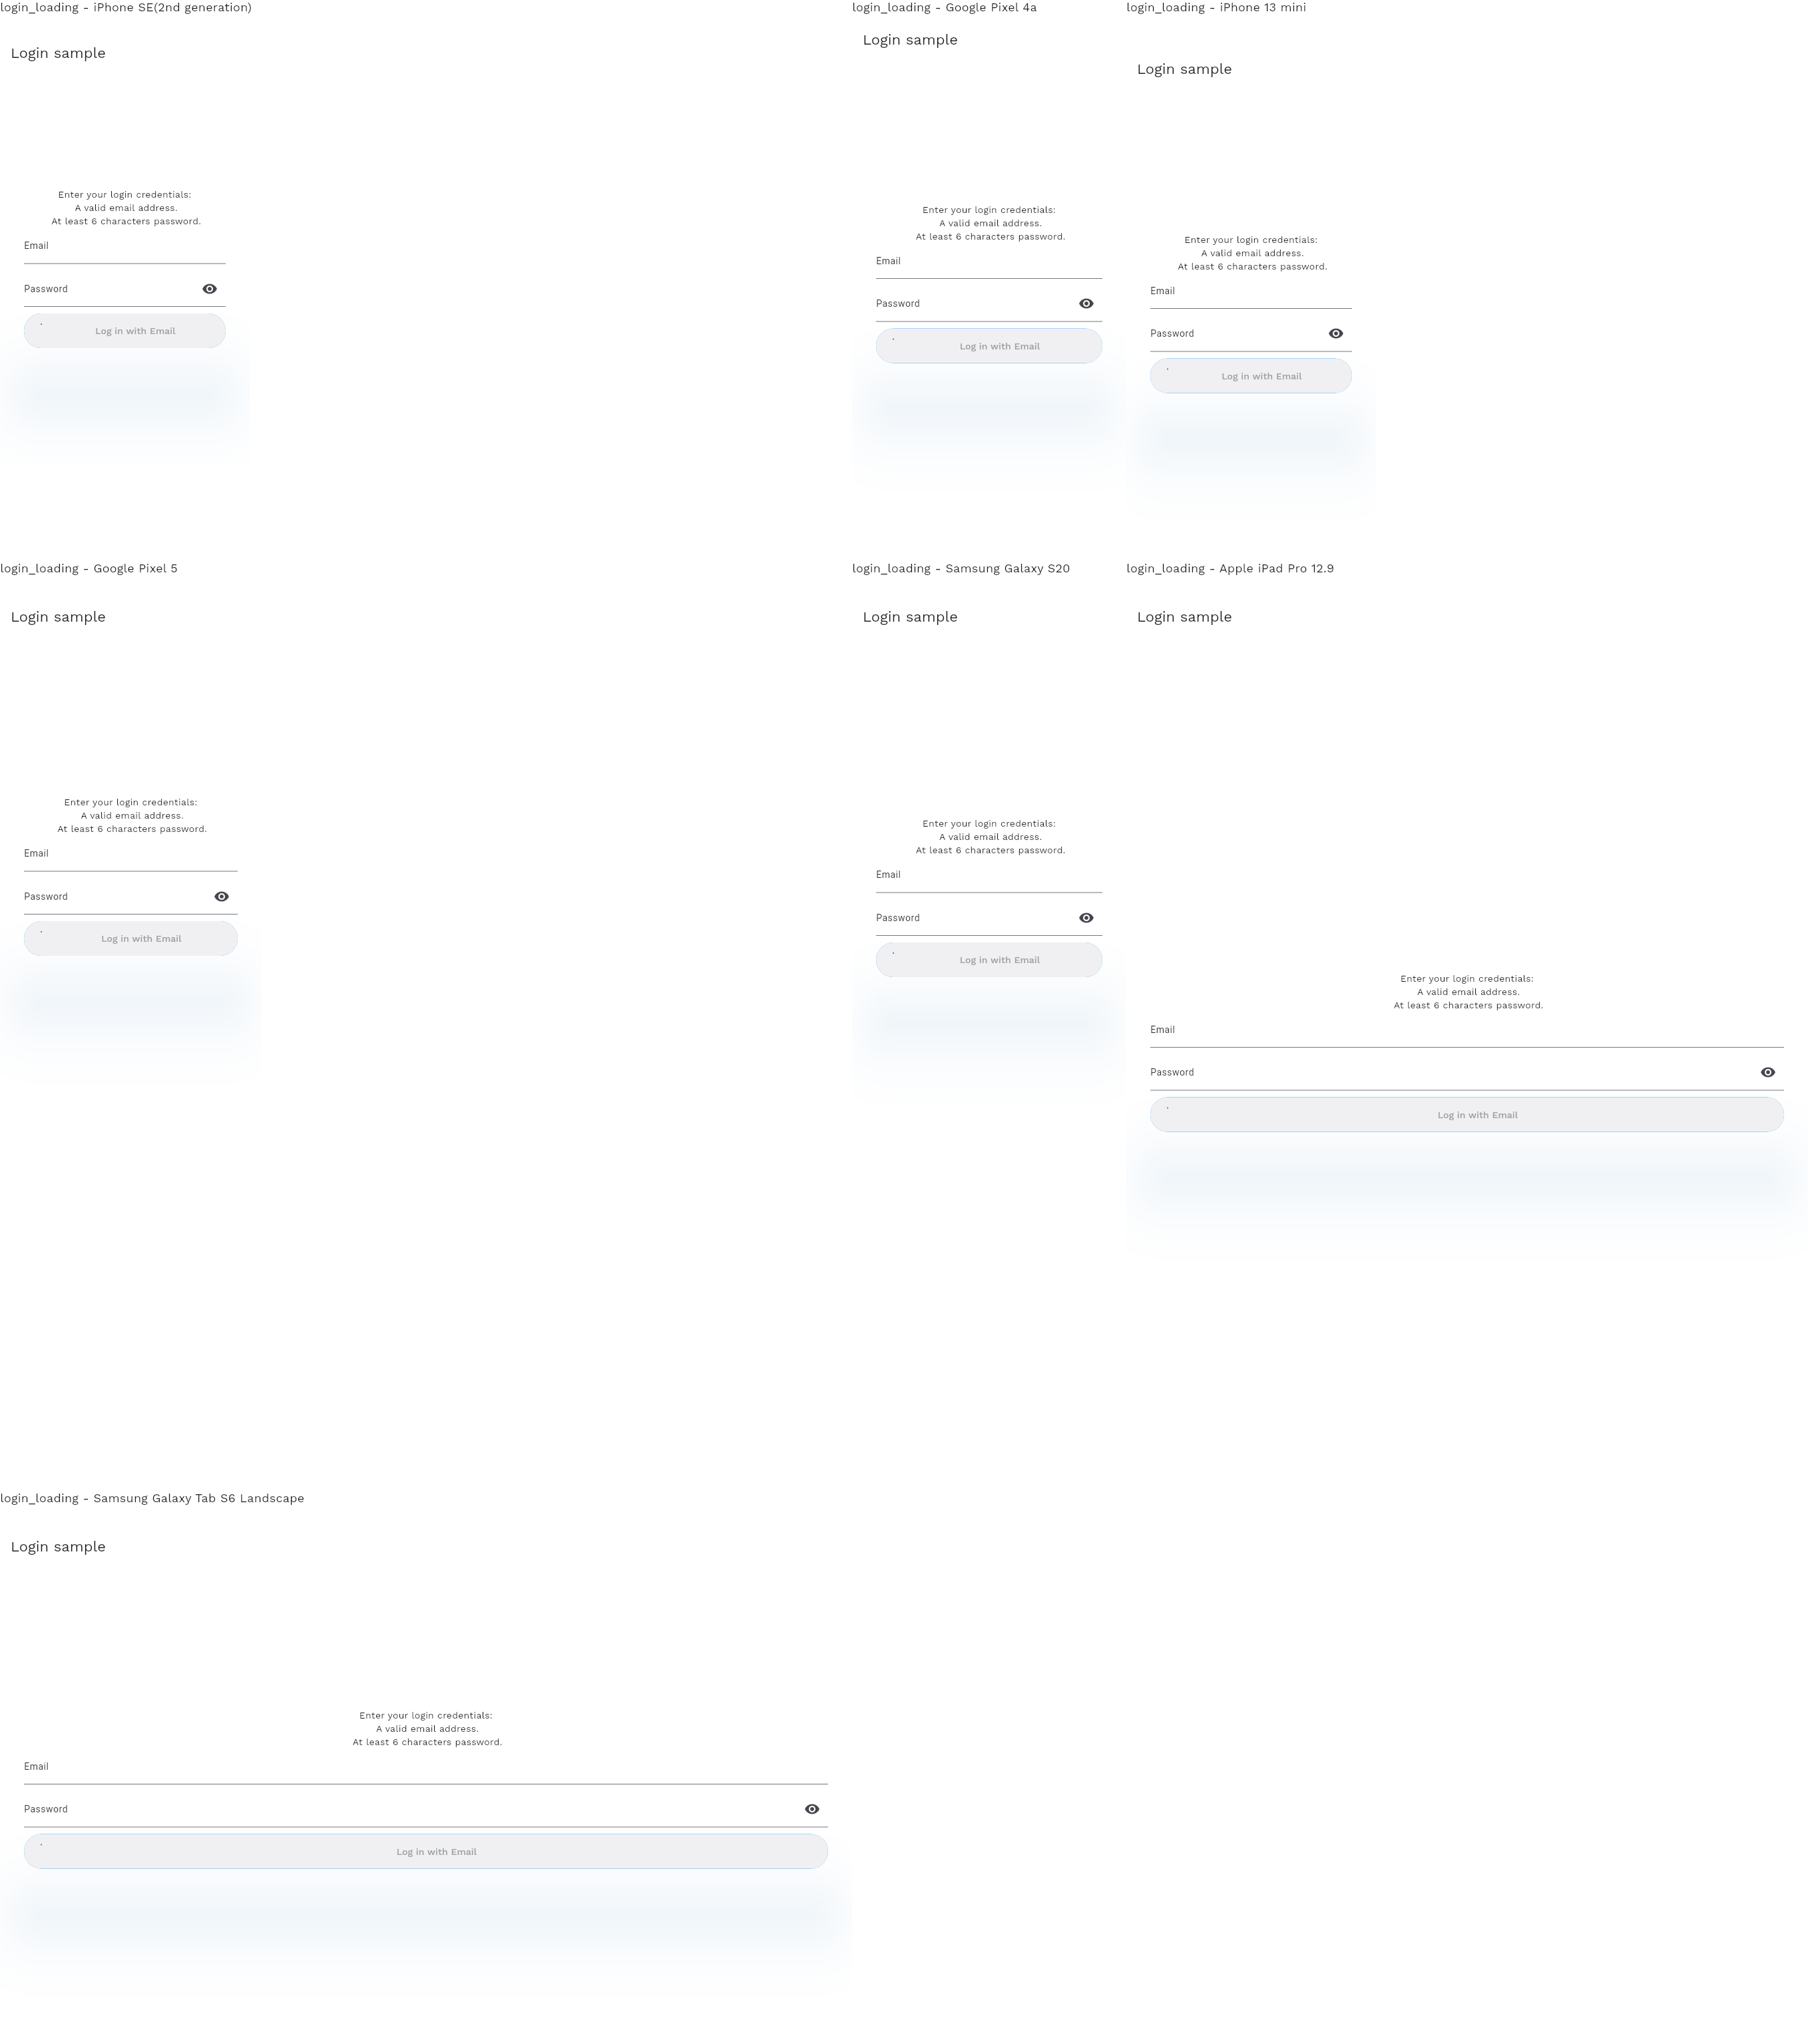 login_loading - iPhone SE(2nd generation)
Login sample
Enter your login credentials:
A valid email address.
At least 6 characters password.
Email
Password
Log in with Email
login_loading - Google Pixel 4a
Login sample
Enter your login credentials:
A valid email address.
At least 6 characters password.
Email
Password
Log in with Email
login_loading - iPhone 13 mini
Login sample
Enter your login credentials:
A valid email address.
At least 6 characters password.
Email
Password
Log in with Email
login_loading - Google Pixel 5
Login sample
Enter your login credentials:
A valid email address.
At least 6 characters password.
Email
Password
Log in with Email
login_loading - Samsung Galaxy S20
Login sample
Enter your login credentials:
A valid email address.
At least 6 characters password.
Email
Password
Log in with Email
login_loading - Apple iPad Pro 12.9
Login sample
Enter your login credentials:
A valid email address.
At least 6 characters password.
Email
Password
Log in with Email
login_loading - Samsung Galaxy Tab S6 Landscape
Login sample
Enter your login credentials:
A valid email address.
At least 6 characters password.
Email
Password
Log in with Email